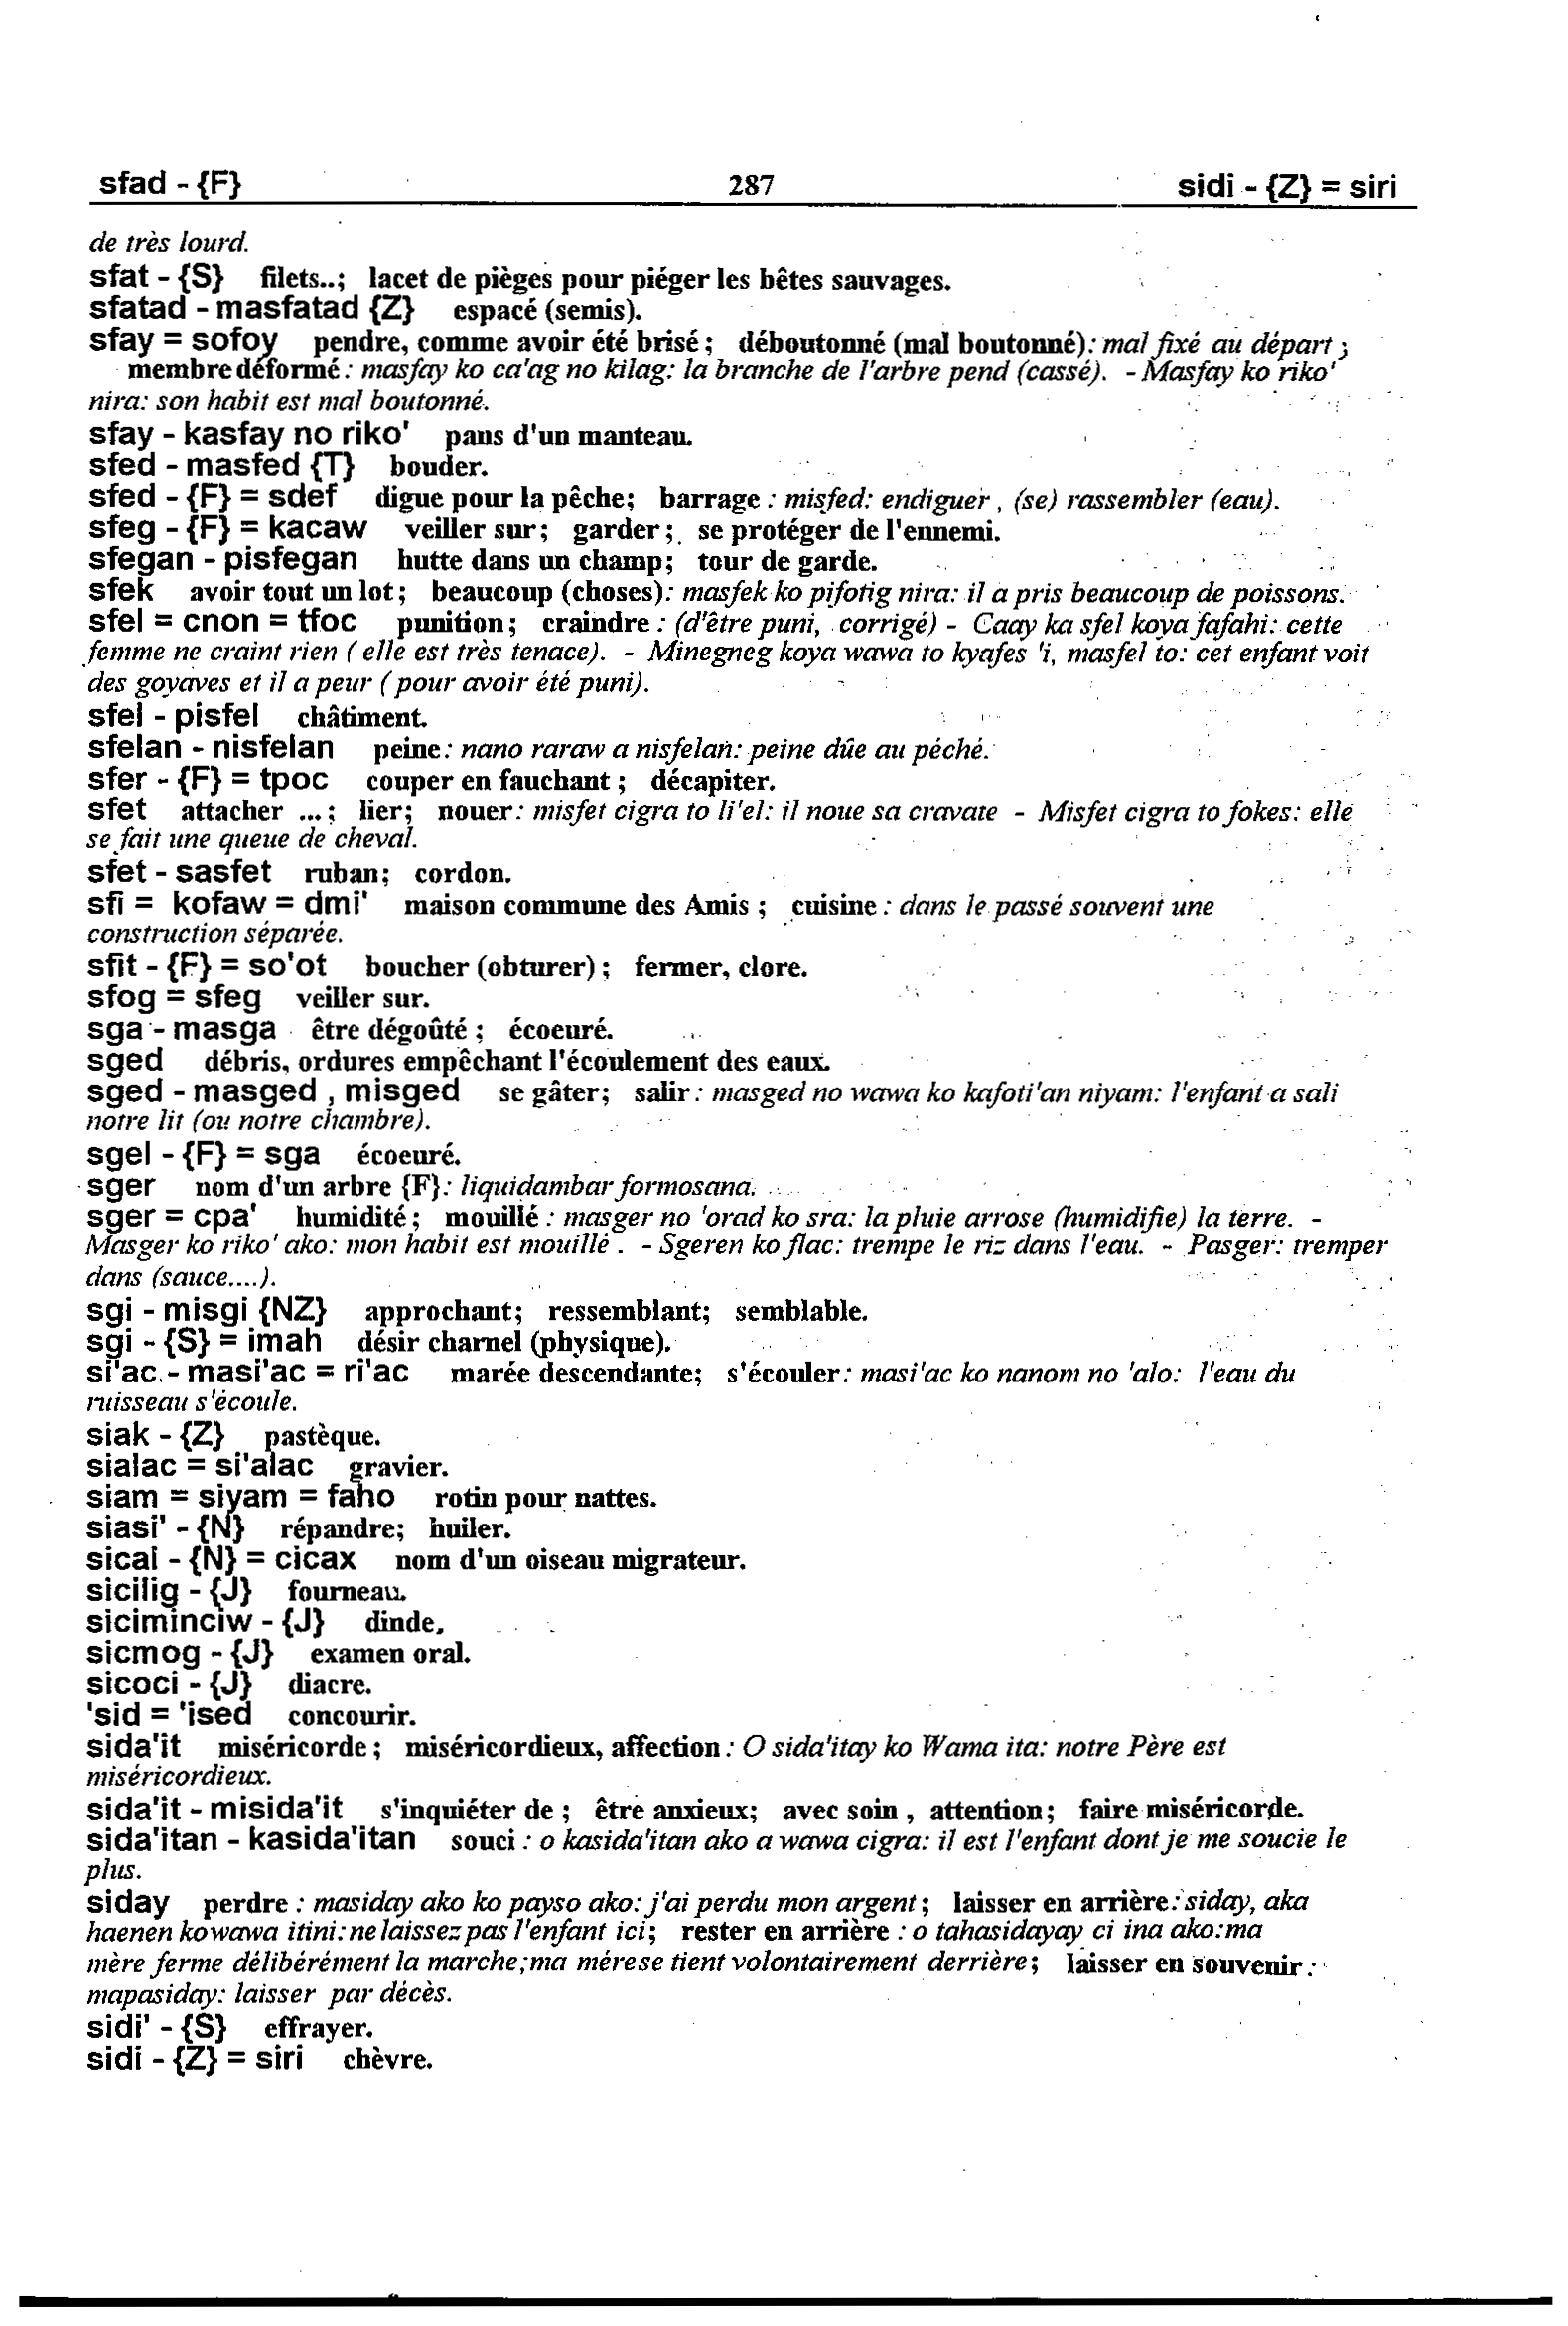 sfad - {F} 287 sidi - {Z} = siri
de très lourd.
sfat - {S} filets..; lacet de pièges pour piéger les bêtes sauvages.
sfatad - masfatad {Z} espacé (semis).
sfay = sofoy pendre, comme avoir été brisé ; déboutonné (mal boutonné): mal fixé au départ ;
membre déformé : masfay ko ca'ag no kilag: la branche de l'arbre pend (cassé). - Masfay ko riko'
nira: son habit est mal boutonné.
sfay - kasfay no riko' pans d'un manteau.
sfed - masfed {T} bouder.
sfed - {F} = sdef digue pour la pêche; barrage : misfed: endiguer , (se) rassembler (eau).
sfeg - {F} = kacaw veiller sur; garder ; se protéger de l'ennemi.
sfegan - pisfegan hutte dans un champ; tour de garde.
sfek avoir tout un lot ; beaucoup (choses): masfek ko pifotig nira: il a pris beaucoup de poissons.
sfel = cnon = tfoc punition ; craindre : (d'être puni, corrigé) - Caay ka sfel koya fafahi: cette
femme ne craint rien ( elle est très tenace). - Minegneg koya wawa to kyafes 'i, masfel to: cet enfant voit
des goyaves et il a peur ( pour avoir été puni).
sfel - pisfel châtiment.
sfelan - nisfelan peine: nano raraw a nisfelan: peine dûe au péché.
sfer - {F} = tpoc couper en fauchant ; décapiter.
sfet attacher ... ; lier; nouer: misfet cigra to li'el: il noue sa cravate - Misfet cigra to fokes: elle
se fait une queue de cheval.
sfet - sasfet ruban; cordon.
sfi = kofaw = dmi' maison commune des Amis ; cuisine : dans le passé souvent une
construction séparée.
sfit - {F} = so'ot boucher (obturer) ; fermer, clore.
sfog = sfeg veiller sur.
sga - masga être dégoûté ; écoeuré.
sged débris, ordures empêchant l'écoulement des eaux.
sged - masged , misged se gâter; salir : masged no wawa ko kafoti'an niyam: l'enfant a sali
notre lit (ou notre chambre).
sgel - {F} = sga écoeuré.
sger nom d'un arbre {F}: liquidambar formosana.
sger = cpa' humidité ; mouillé : masger no 'orad ko sra: la pluie arrose (humidifie) la terre. -
Masger ko riko' ako: mon habit est mouillé . - Sgeren ko flac: trempe le riz dans l'eau. - Pasger: tremper
dans (sauce....).
sgi - misgi {NZ} approchant; ressemblant; semblable.
sgi - {S} = imah désir charnel (physique).
si'ac - masi'ac = ri'ac marée descendante; s'écouler: masi'ac ko nanom no 'alo: l'eau du
ruisseau s'écoule.
siak - {Z} pastèque.
sialac = si'alac gravier.
siam = siyam = faho rotin pour nattes.
siasi' - {N} répandre; huiler.
sical - {N} = cicax nom d'un oiseau migrateur.
sicilig - {J} fourneau.
siciminciw - {J} dinde.
sicmog - {J} examen oral.
sicoci - {J} diacre.
'sid = 'ised concourir.
sida'it miséricorde ; miséricordieux, affection : O sida'itay ko Wama ita: notre Père est
miséricordieux.
sida'it - misida'it s'inquiéter de ; être anxieux; avec soin , attention; faire miséricorde.
sida'itan - kasida'itan souci : o kasida'itan ako a wawa cigra: il est l'enfant dont je me soucie le
plus.
siday perdre : masiday ako ko payso ako: j'ai perdu mon argent ; laisser en arrière: siday, aka
haenen ko wawa itini: ne laissez pas l'enfant ici; rester en arrière : o tahasidayay ci ina ako:ma
mère ferme délibérément la marche;ma mérese tient volontairement derrière ; laisser en souvenir :
mapasiday: laisser par décès.
sidi' - {S} effrayer.
sidi - {Z} = siri chèvre.